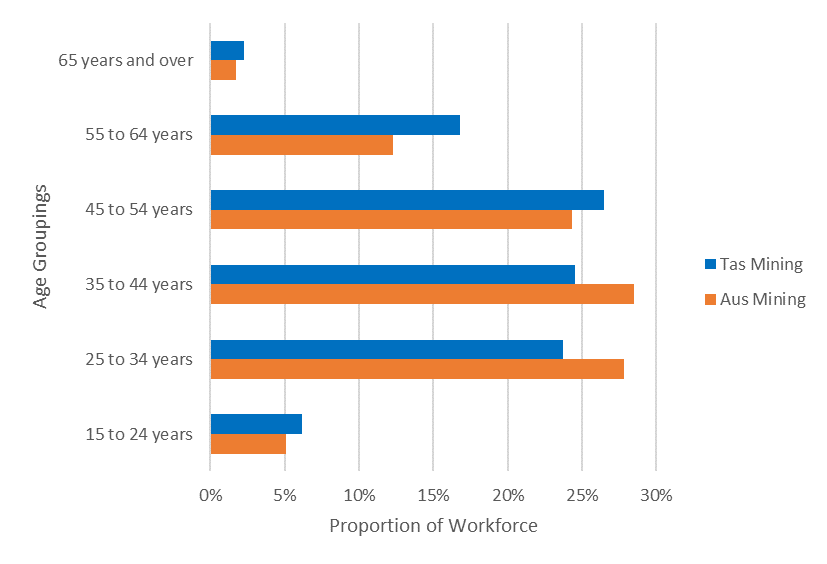 65 years and over
55 to 64 years
45 to 54 years
35 to 44 years
25 to 34 years
15 to 24 years
Age Groupings
0% 5% 10% 15% 20% 25% 30%
Proportion of Workforce
Tas Mining
Aus Mining